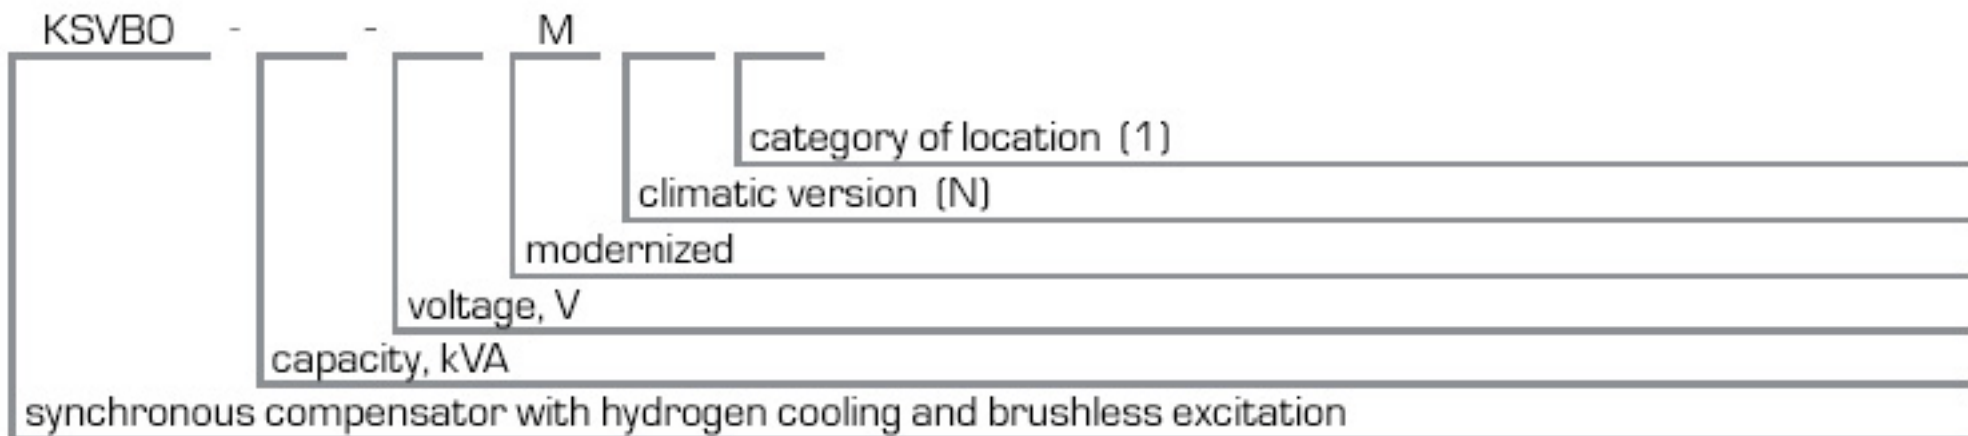 KSVBO - - M
category of location (1)
climatic version (N)
modernized
voltage, V
capacity, kVA
synchronous compensator with hydrogen cooling and brushless excitation